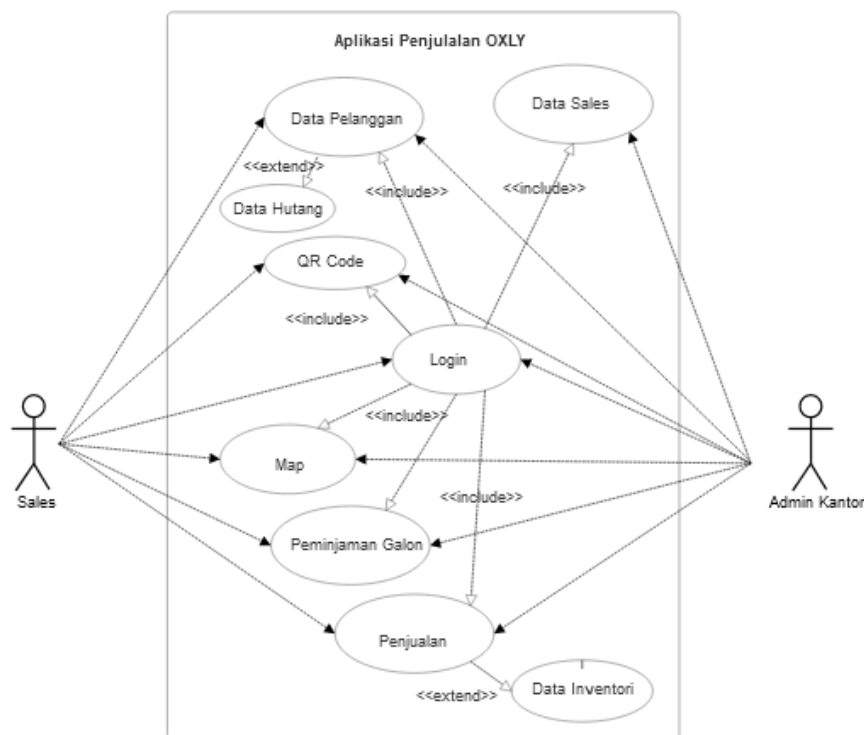 Aplikasi Penjulalan OXLY
Data Sales
Data Pelanggan
<<extend>>
<<include>>
<<include>>
Data Hutang
QR Code
<<include>>
Login
<<include>>
Map
Sales
<<include>>
Admin Kantor
Peminjaman Galon
Penjualan
<<extend>>
Data Inventori